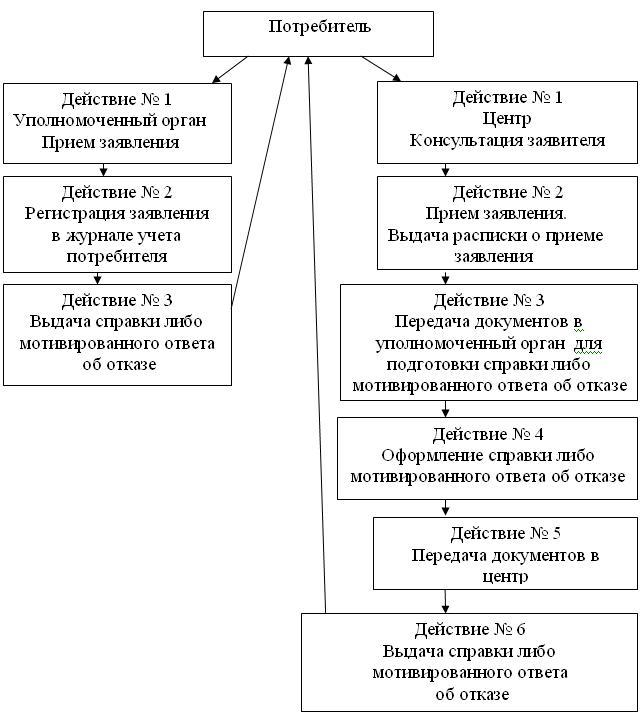 Потребитель
Действие № 1
Уполномоченный орган
Прием заявления
Действие № 2
Регистрация заявления
в журнале учета
потребителя
Действие № 3
Выдача справки либо
мотивированного ответа
об отказе
Действие № 1
Центр
Консультация заявителя
Действие № 2
Прием заявления.
Выдача расписки о приеме
заявления
Действие № 3
Передача документов в
уполномоченный орган для
подготовки справки либо
мотивированного ответа об отказе
Действие № 4
Оформление справки либо
мотивированного ответа об отказе
Действие № 5
Передача документов в
центр
Действие № 6
Выдача справки либо
мотивированного ответа
об отказе